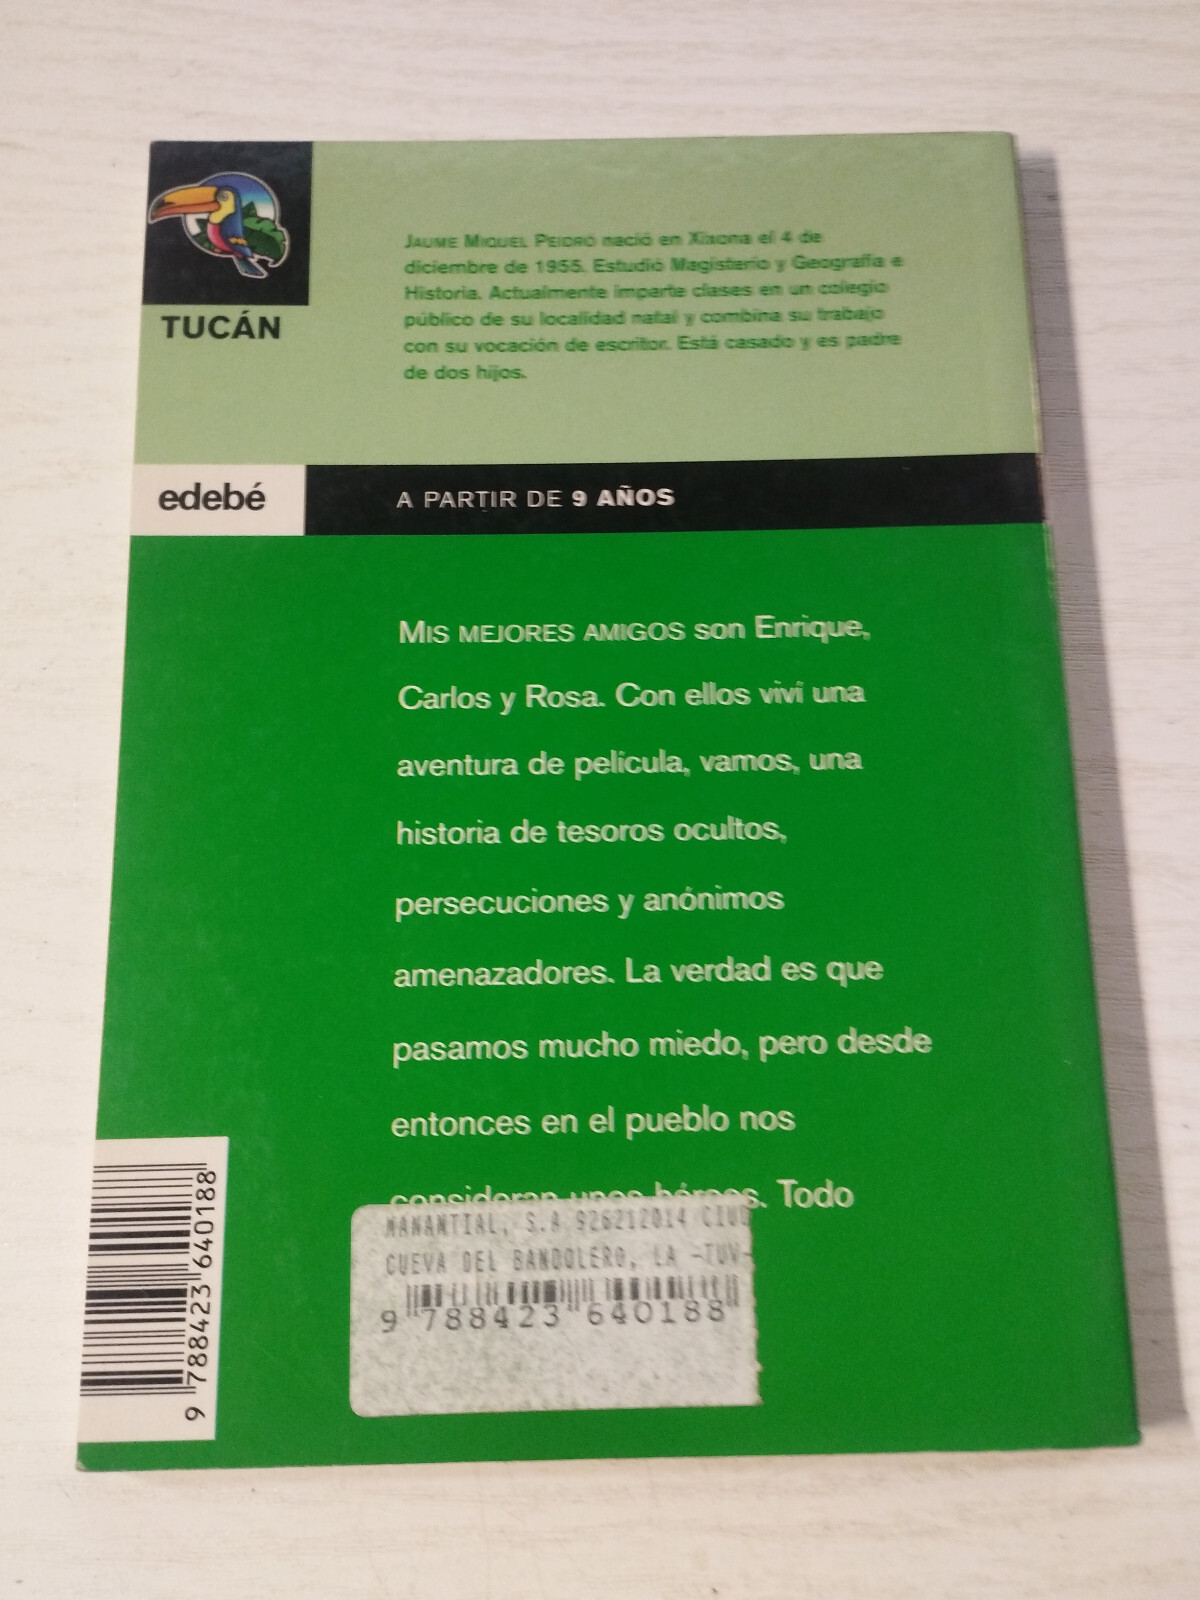 TUCÁN
JAUME MIQUEL PEIDRÓ nació en Xixona el 4 de
diciembre de 1955. Estudió Magisterio y Geografía e
Historia. Actualmente imparte clases en un colegio
público de su localidad natal y combina su trabajo
con su vocación de escritor. Está casado y es padre
de dos hijos.
edebé
A PARTIR DE 9 AÑOS
MIS MEJORES AMIGOS son Enrique,
Carlos y Rosa. Con ellos viví una
aventura de película, vamos, una
historia de tesoros ocultos,
persecuciones y anónimos
amenazadores. La verdad es que
pasamos mucho miedo, pero desde
entonces en el pueblo nos
consideran unos héroes. Todo
MANANTIAL, S.A 926212014 CIUD
CUEVA DEL BANDOLERO, LA -TUV-
9 788423 640188
9 788423 640188